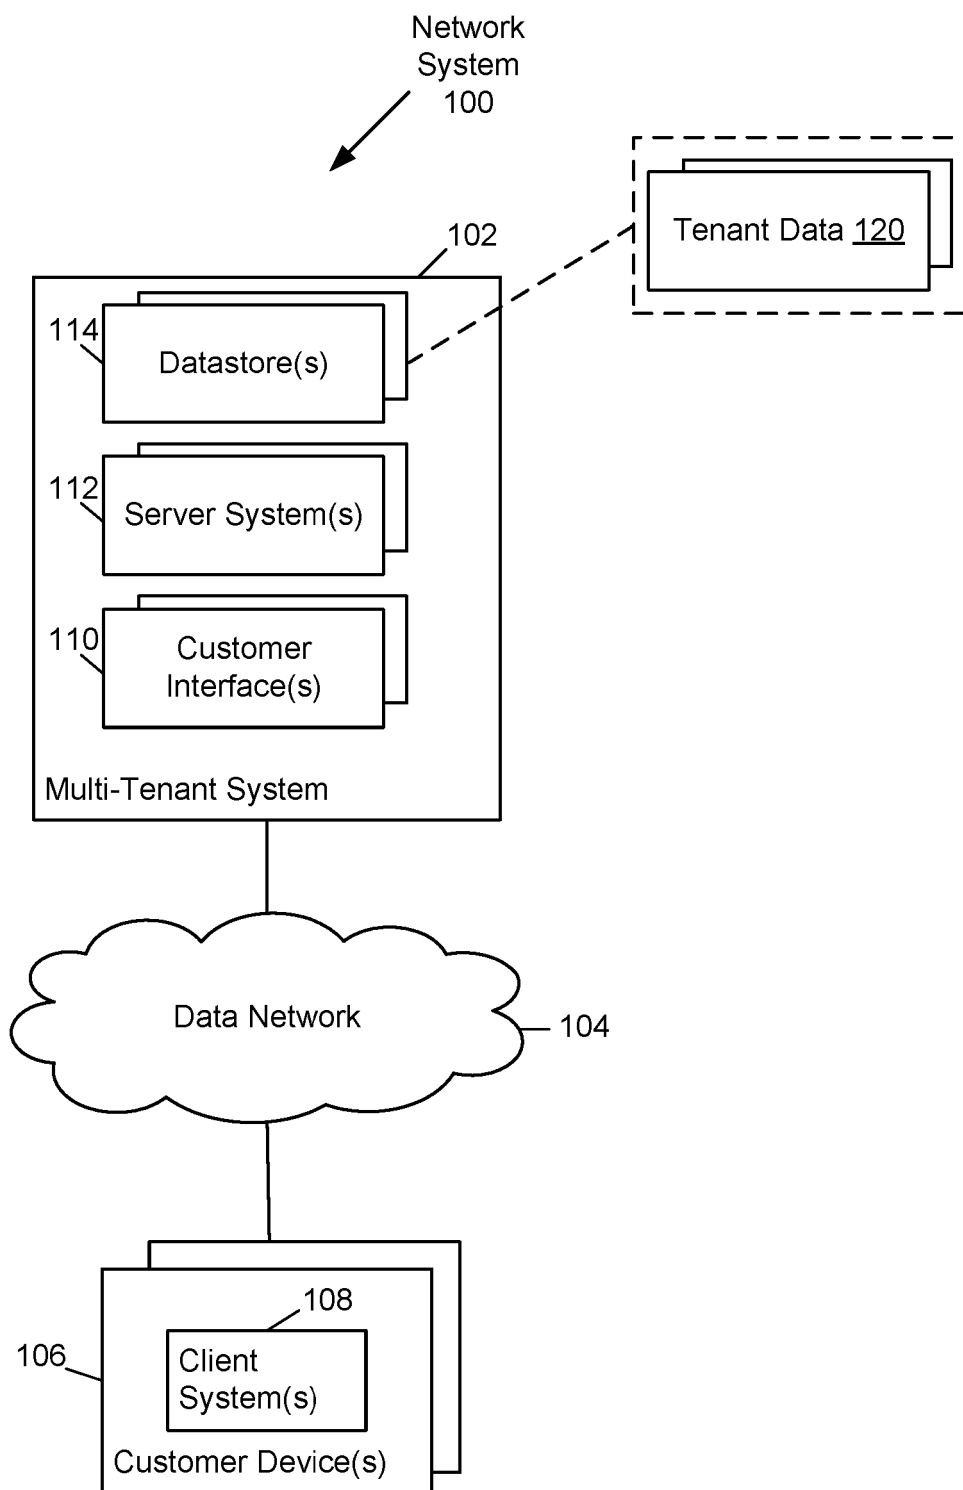 Network
System
100
Tenant Data 120
102
114
Datastore(s)
112
Server System(s)
110
Customer
Interface(s)
Multi-Tenant System
Data Network
104
108
106
Client
System(s)
Customer Device(s)